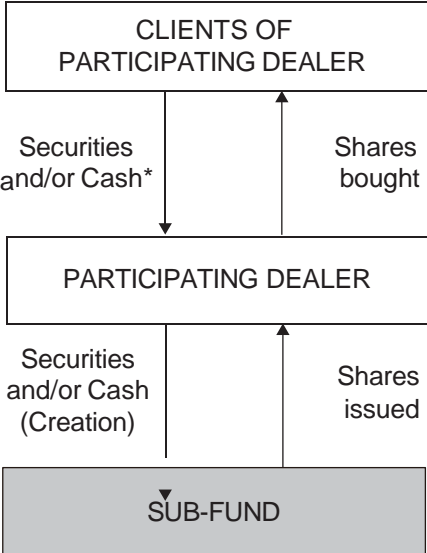 CLIENTS OF
PARTICIPATING DEALER
Securities
and/or Cash*
Shares
bought
PARTICIPATING DEALER
Securities
and/or Cash
(Creation)
Shares
issued
SUB-FUND